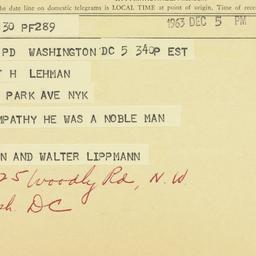 the date line on domestic telegrams is LOCAL TIME at point of origin. Time of rece
1963 DEC 5 PM
30 PF289
PD WASHINGTON DC 5 340P EST
T H LEHMAN
PARK AVE NYK
MPATHY HE WAS A NOBLE MAN
N AND WALTER LIPPMANN
25 Woodly Rd, N.W.
sh. DC